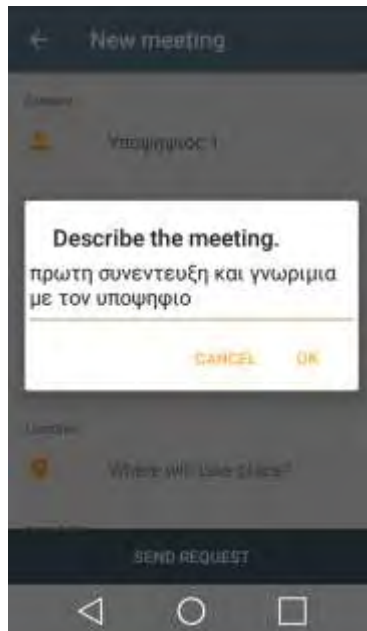 New meeting
Υποψηφιος 1
Describe the meeting.
πρωτη συνεντευξη και γνωριμια
με τον υποψηφιο
CANCEL OK
Where will take place?
SEND REQUEST